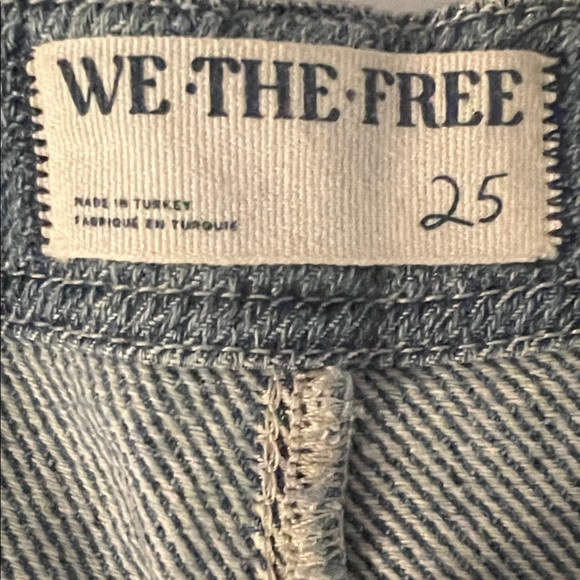 WE·THE·FREE
MADE IN TURKEY
FABRIQUÉ EN TURQUIE
25